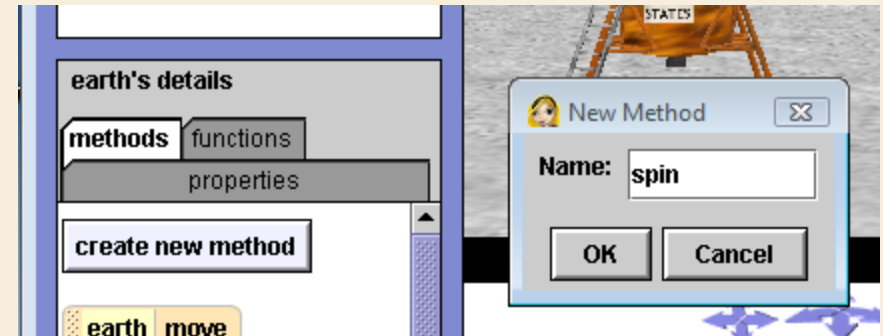 STATES
earth's details
methods functions
properties
create new method
earth move
New Method
Name: spin
OK Cancel